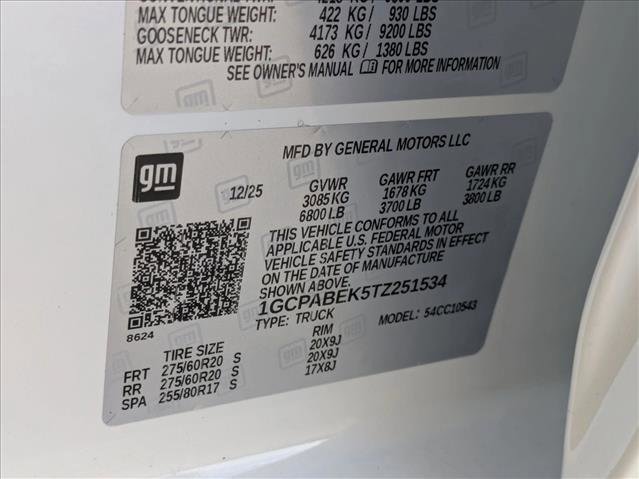 MAX TONGUE WEIGHT: 422 KG / 930 LBS
GOOSENECK TWR: 4173 KG / 9200 LBS
MAX TONGUE WEIGHT: 626 KG / 1380 LBS
SEE OWNER'S MANUAL FOR MORE INFORMATION
gm
MFD BY GENERAL MOTORS LLC
12/25 GVWR GAWR FRT GAWR RR
3085 KG 1678 KG 1724 KG
6800 LB 3700 LB 3800 LB
THIS VEHICLE CONFORMS TO ALL
APPLICABLE U.S. FEDERAL MOTOR
VEHICLE SAFETY STANDARDS IN EFFECT
ON THE DATE OF MANUFACTURE
SHOWN ABOVE.
1GCPABEK5TZ251534
TYPE: TRUCK MODEL: 54CC10543
8624
TIRE SIZE RIM
FRT 275/60R20 S 20X9J
RR 275/60R20 S 20X9J
SPA 255/80R17 S 17X8J